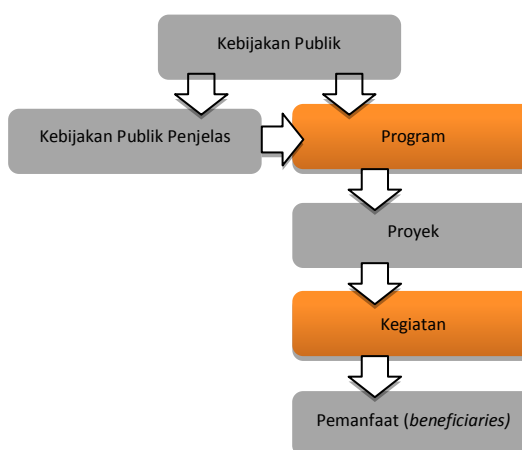 Kebijakan Publik
Kebijakan Publik Penjelas
Program
Proyek
Kegiatan
Pemanfaat (beneficiaries)